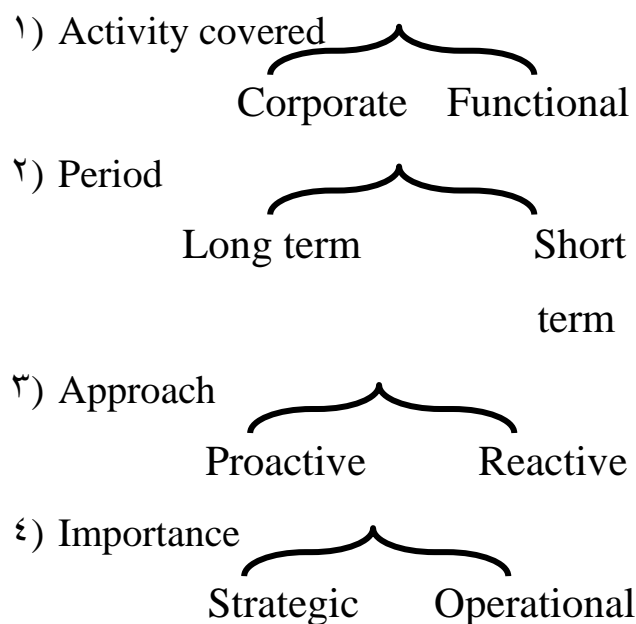 ١) Activity covered
Corporate Functional
٢) Period
Long term Short
term
٣) Approach
Proactive Reactive
٤) Importance
Strategic Operational